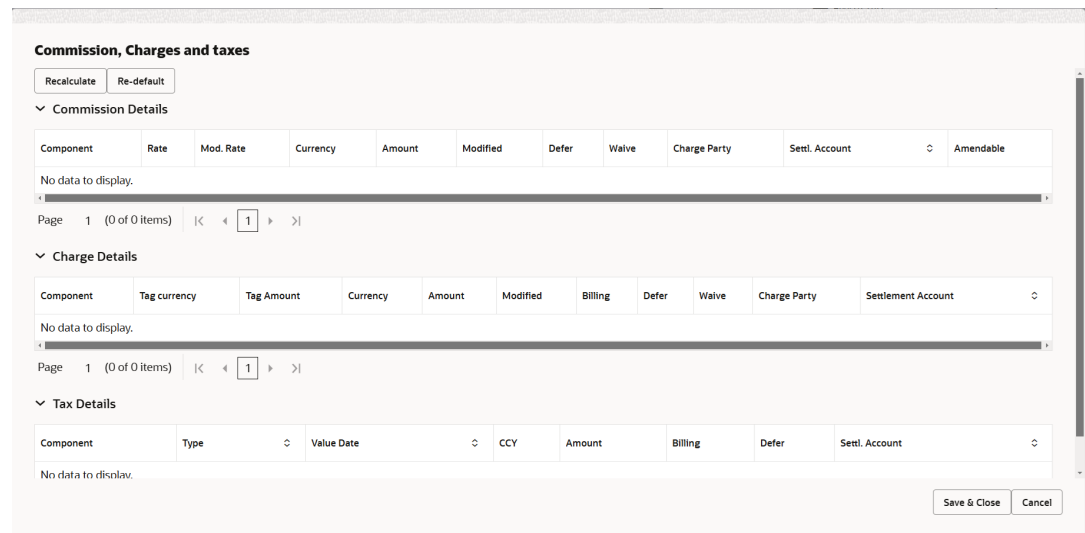 Commission, Charges and taxes
Recalculate Re-default
Commission Details
Component Rate Mod. Rate Currency Amount Modified Defer Waive Charge Party Settl. Account Amendable
No data to display.
Page 1 (0 of 0 items) 1
Charge Details
Component Tag currency Tag Amount Currency Amount Modified Billing Defer Waive Charge Party Settlement Account
No data to display.
Page 1 (0 of 0 items) 1
Tax Details
Component Type Value Date CCY Amount Billing Defer Settl. Account
No data to display.
Save & Close Cancel